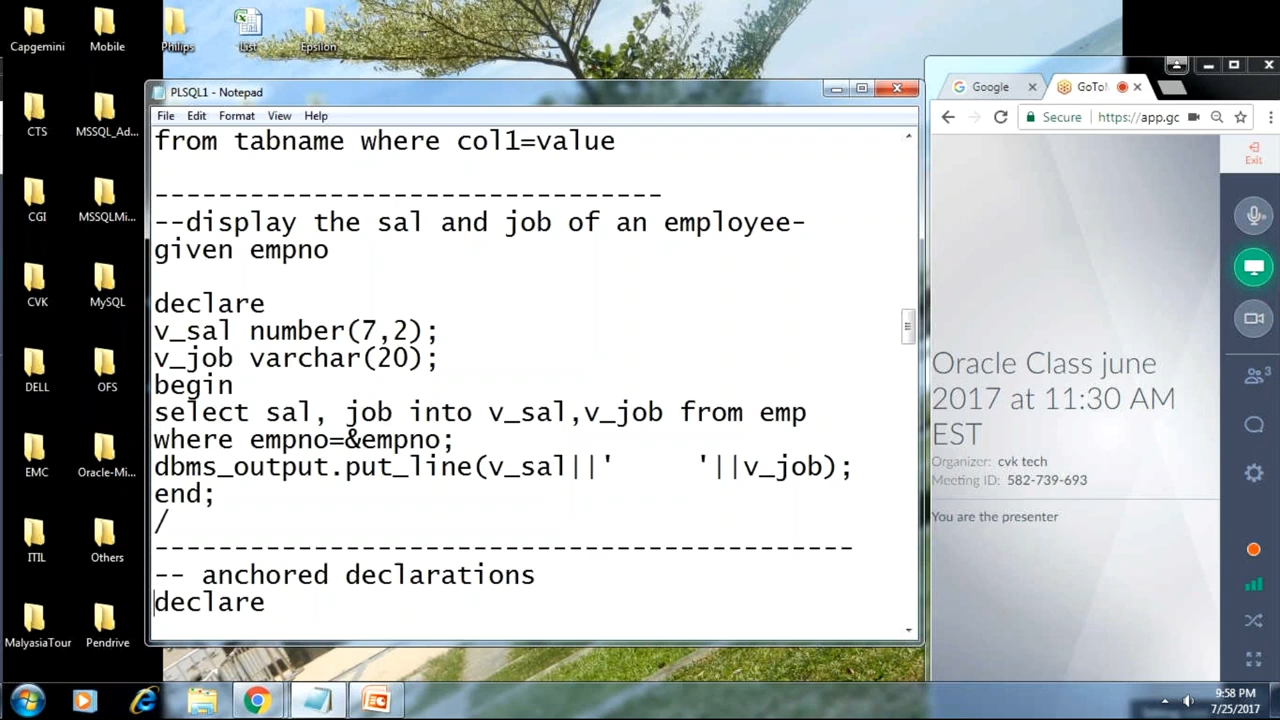 Capgemini
Mobile
Philips
List
Epsilon
CTS
MSSQL_Ad...
CGI
MSSQLMi...
CVK
MySQL
DELL
OFS
EMC
Oracle-Mi...
ITIL
Others
MalyasiaTour
Pendrive
PLSQL1 - Notepad
File Edit Format View Help
from tabname where col1=value
--------------------------------
--display the sal and job of an employee-
given empno
declare
v_sal number(7,2);
v_job varchar(20);
begin
select sal, job into v_sal,v_job from emp
where empno=&empno;
dbms_output.put_line(v_sal||'     '||v_job);
end;
/
--------------------------------------------
-- anchored declarations
declare
Google
GoToM
Secure https://app.gc
Exit
3
Oracle Class june
2017 at 11:30 AM
EST
Organizer: cvk tech
Meeting ID: 582-739-693
You are the presenter
9:58 PM
7/25/2017